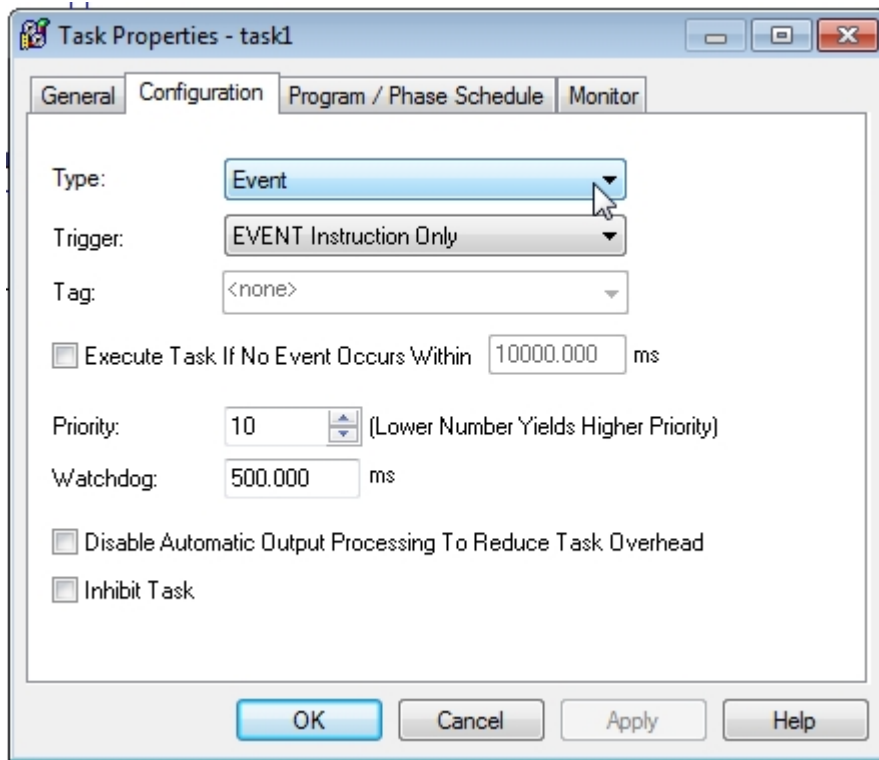 Task Properties - task1
General Configuration Program / Phase Schedule Monitor
Type: Event
Trigger: EVENT Instruction Only
Tag: <none>
Execute Task If No Event Occurs Within 10000.000 ms
Priority: 10 (Lower Number Yields Higher Priority)
Watchdog: 500.000 ms
Disable Automatic Output Processing To Reduce Task Overhead
Inhibit Task
OK Cancel Apply Help